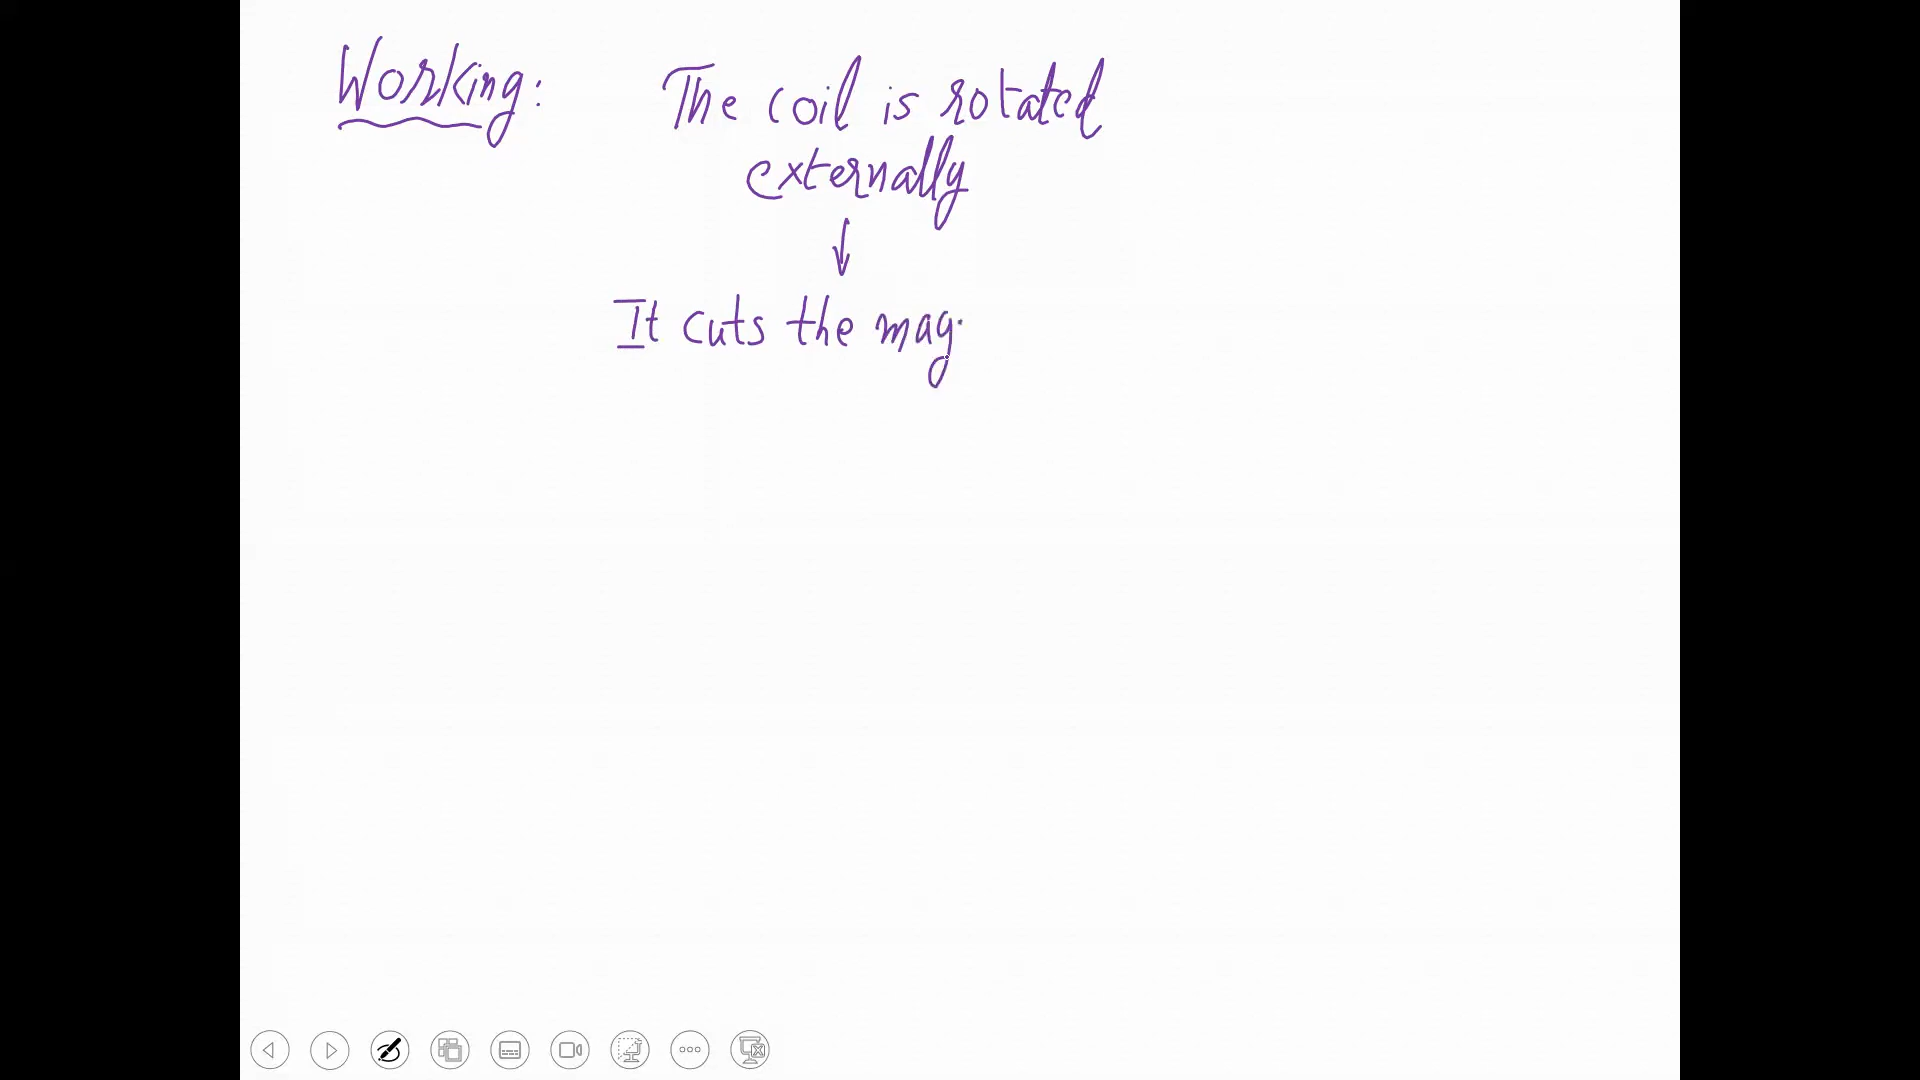 Working: The coil is rotated
externally
↓
It cuts the mag.